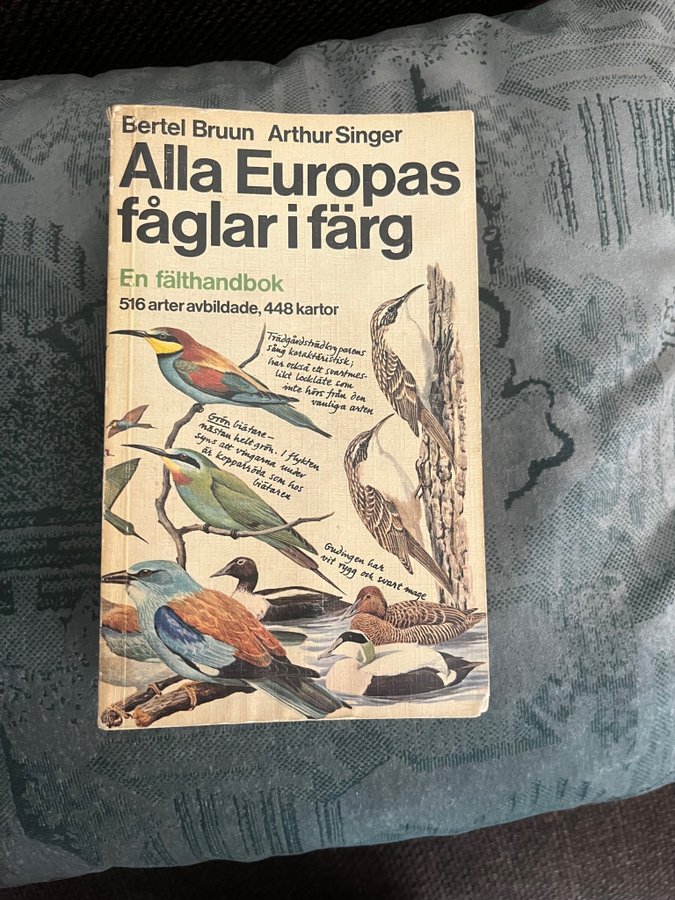 Bertel Bruun Arthur Singer
Alla Europas
fåglar i färg
En fälthandbok
516 arter avbildade, 448 kartor
Trädgårdsträdkryparens
sång karaktäristisk;
har också ett svartmes-
likt lockläte som
inte hörs från den
vanliga arten
Grön biätare –
nästan helt grön. I flykten
syns att vingarna under
är kopparröda som hos
biätaren
Gudingen har
vit rygg och svart mage